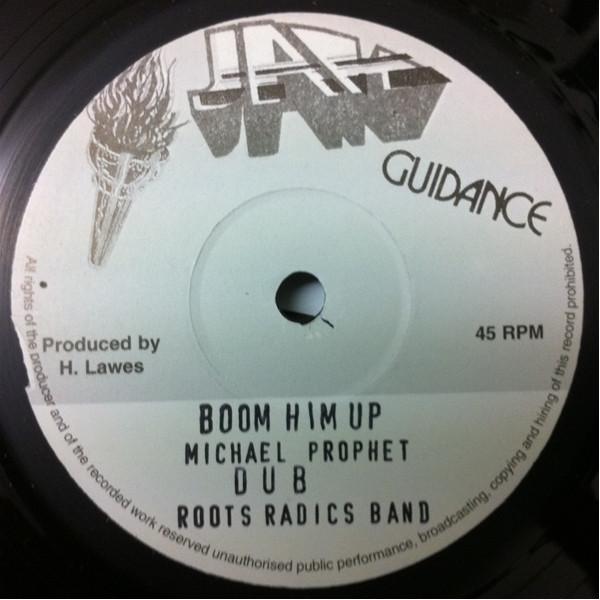 JAH
GUIDANCE
Produced by
H. Lawes
45 RPM
BOOM HIM UP
MICHAEL PROPHET
DUB
ROOTS RADICS BAND
All rights of the producer and of the recorded work reserved unauthorised public performance, broadcasting, copying and hiring of this record prohibited.